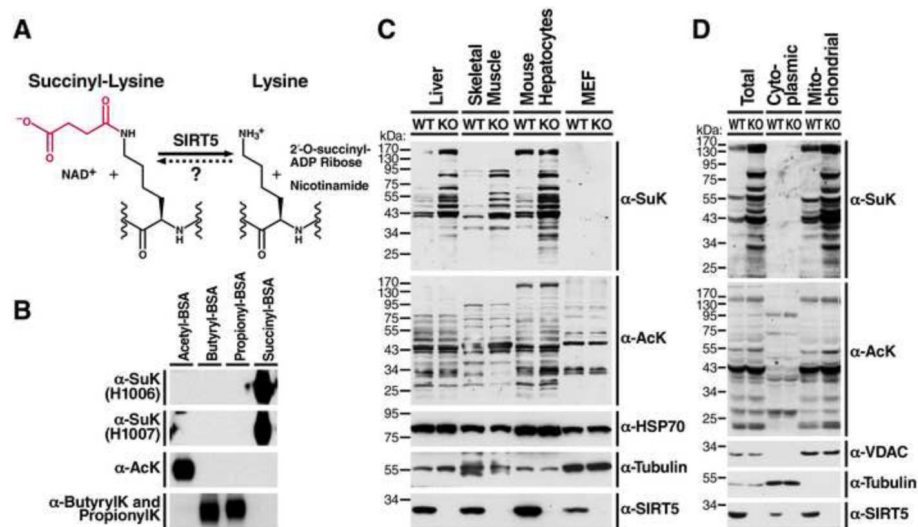 A
Succinyl-Lysine
Lysine
⁻O
O
O
NH
NH₃⁺
SIRT5
?
NAD⁺ +
+
2′-O-succinyl-
ADP Ribose
Nicotinamide
O
N
H
O
N
H
B
Acetyl-BSA
Butyryl-BSA
Propionyl-BSA
Succinyl-BSA
α-SuK
(H1006)
α-SuK
(H1007)
α-AcK
α-ButyrylK and
PropionylK
C
Liver
Skeletal
Muscle
Mouse
Hepatocytes
MEF
WT KO WT KO WT KO WT KO
kDa:
170
130
95
75
55
43
34
25
α-SuK
170
130
95
75
55
43
34
25
α-AcK
95
75
α-HSP70
55
α-Tubulin
34
α-SIRT5
D
Total
Cyto-
plasmic
Mito-
chondrial
WT KO WT KO WT KO
kDa:
170
130
95
75
55
43
34
25
α-SuK
170
130
95
75
55
43
34
25
α-AcK
34
α-VDAC
55
α-Tubulin
34
α-SIRT5